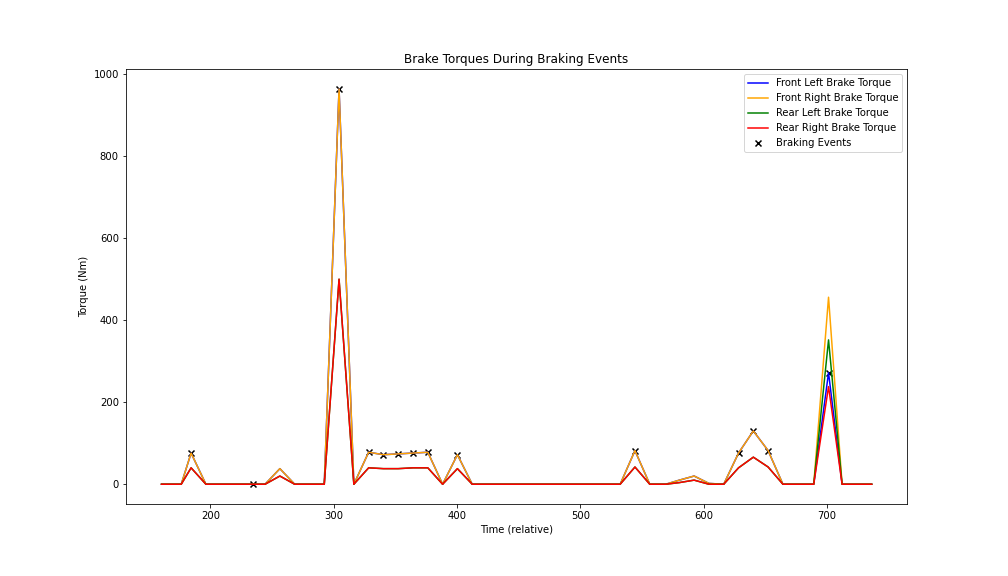 Brake Torques During Braking Events
1000
800
600
400
200
0
Torque (Nm)
Front Left Brake Torque
Front Right Brake Torque
Rear Left Brake Torque
Rear Right Brake Torque
Braking Events
200 300 400 500 600 700
Time (relative)